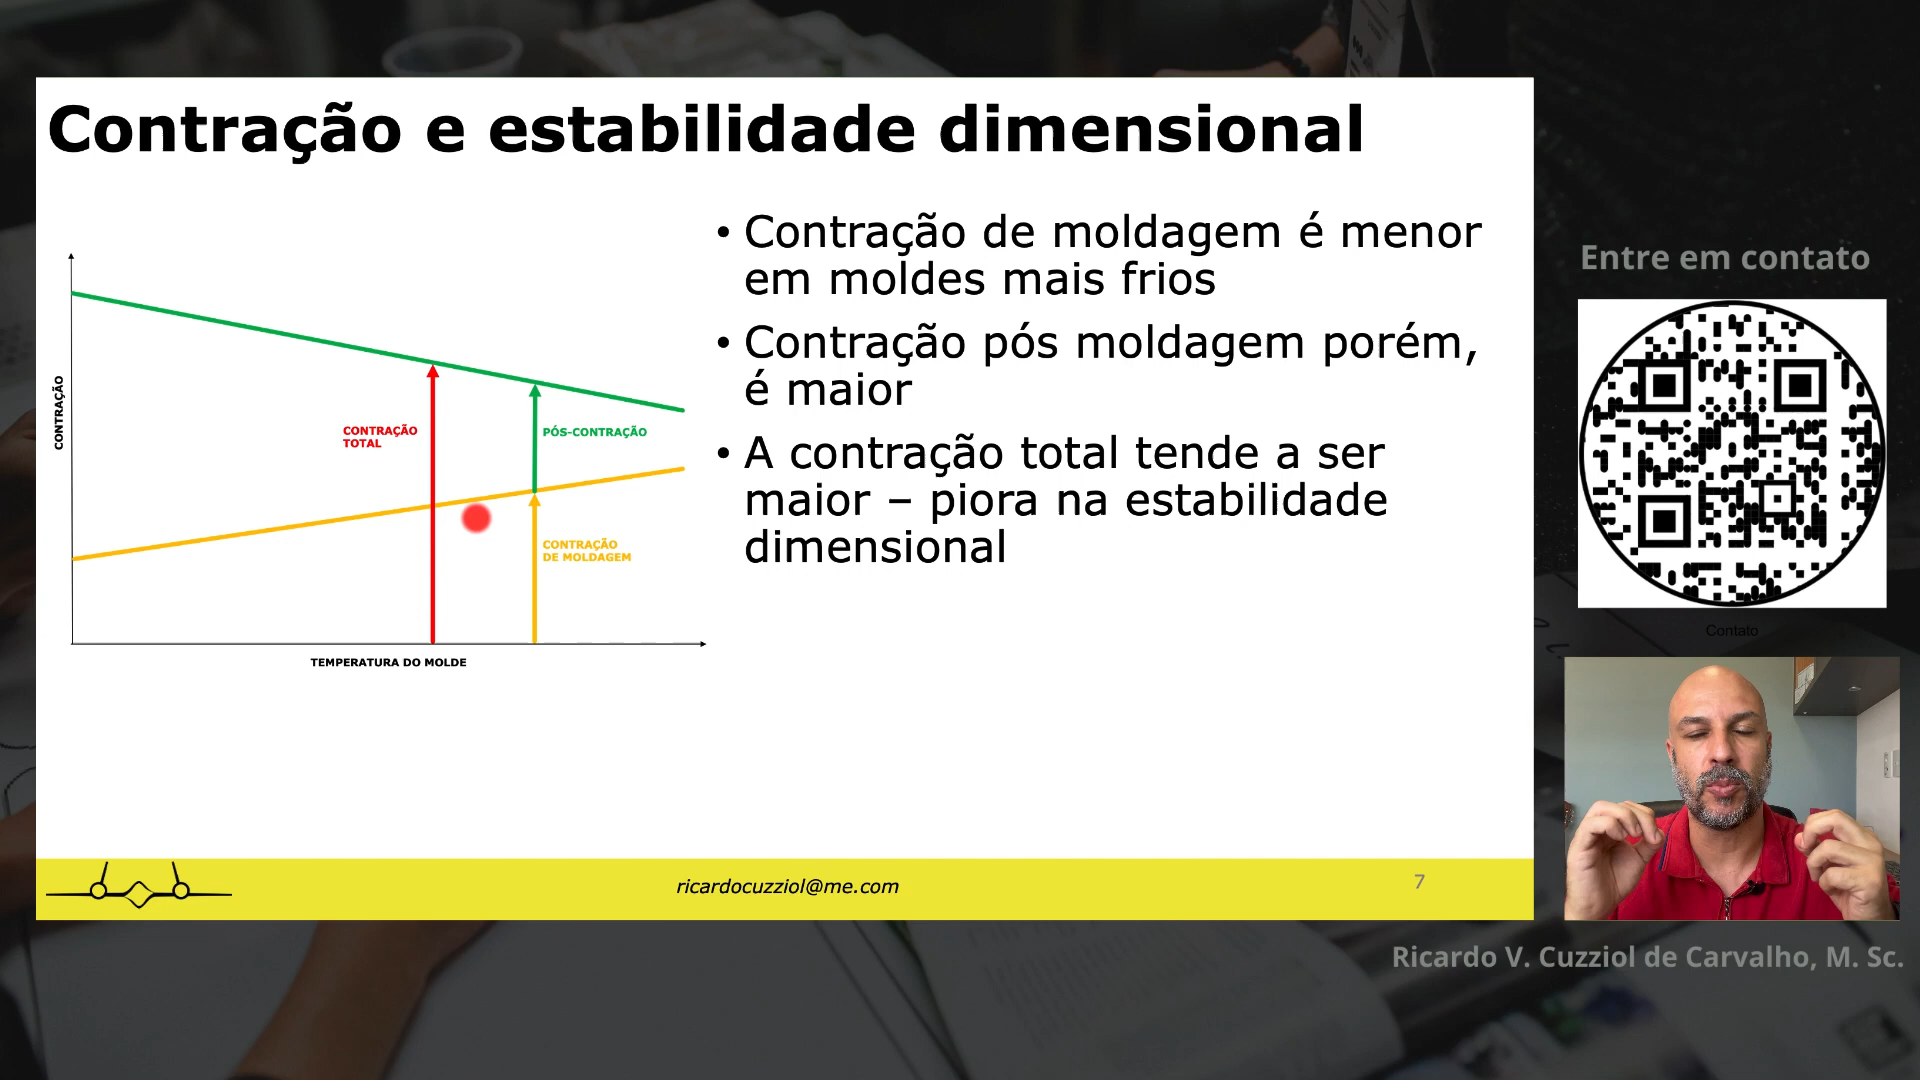 Contração e estabilidade dimensional
• Contração de moldagem é menor
em moldes mais frios
• Contração pós moldagem porém,
é maior
• A contração total tende a ser
maior – piora na estabilidade
dimensional
CONTRAÇÃO
CONTRAÇÃO
TOTAL
PÓS-CONTRAÇÃO
CONTRAÇÃO
DE MOLDAGEM
TEMPERATURA DO MOLDE
ricardocuzziol@me.com
7
Entre em contato
Contato
Ricardo V. Cuzziol de Carvalho, M. Sc.